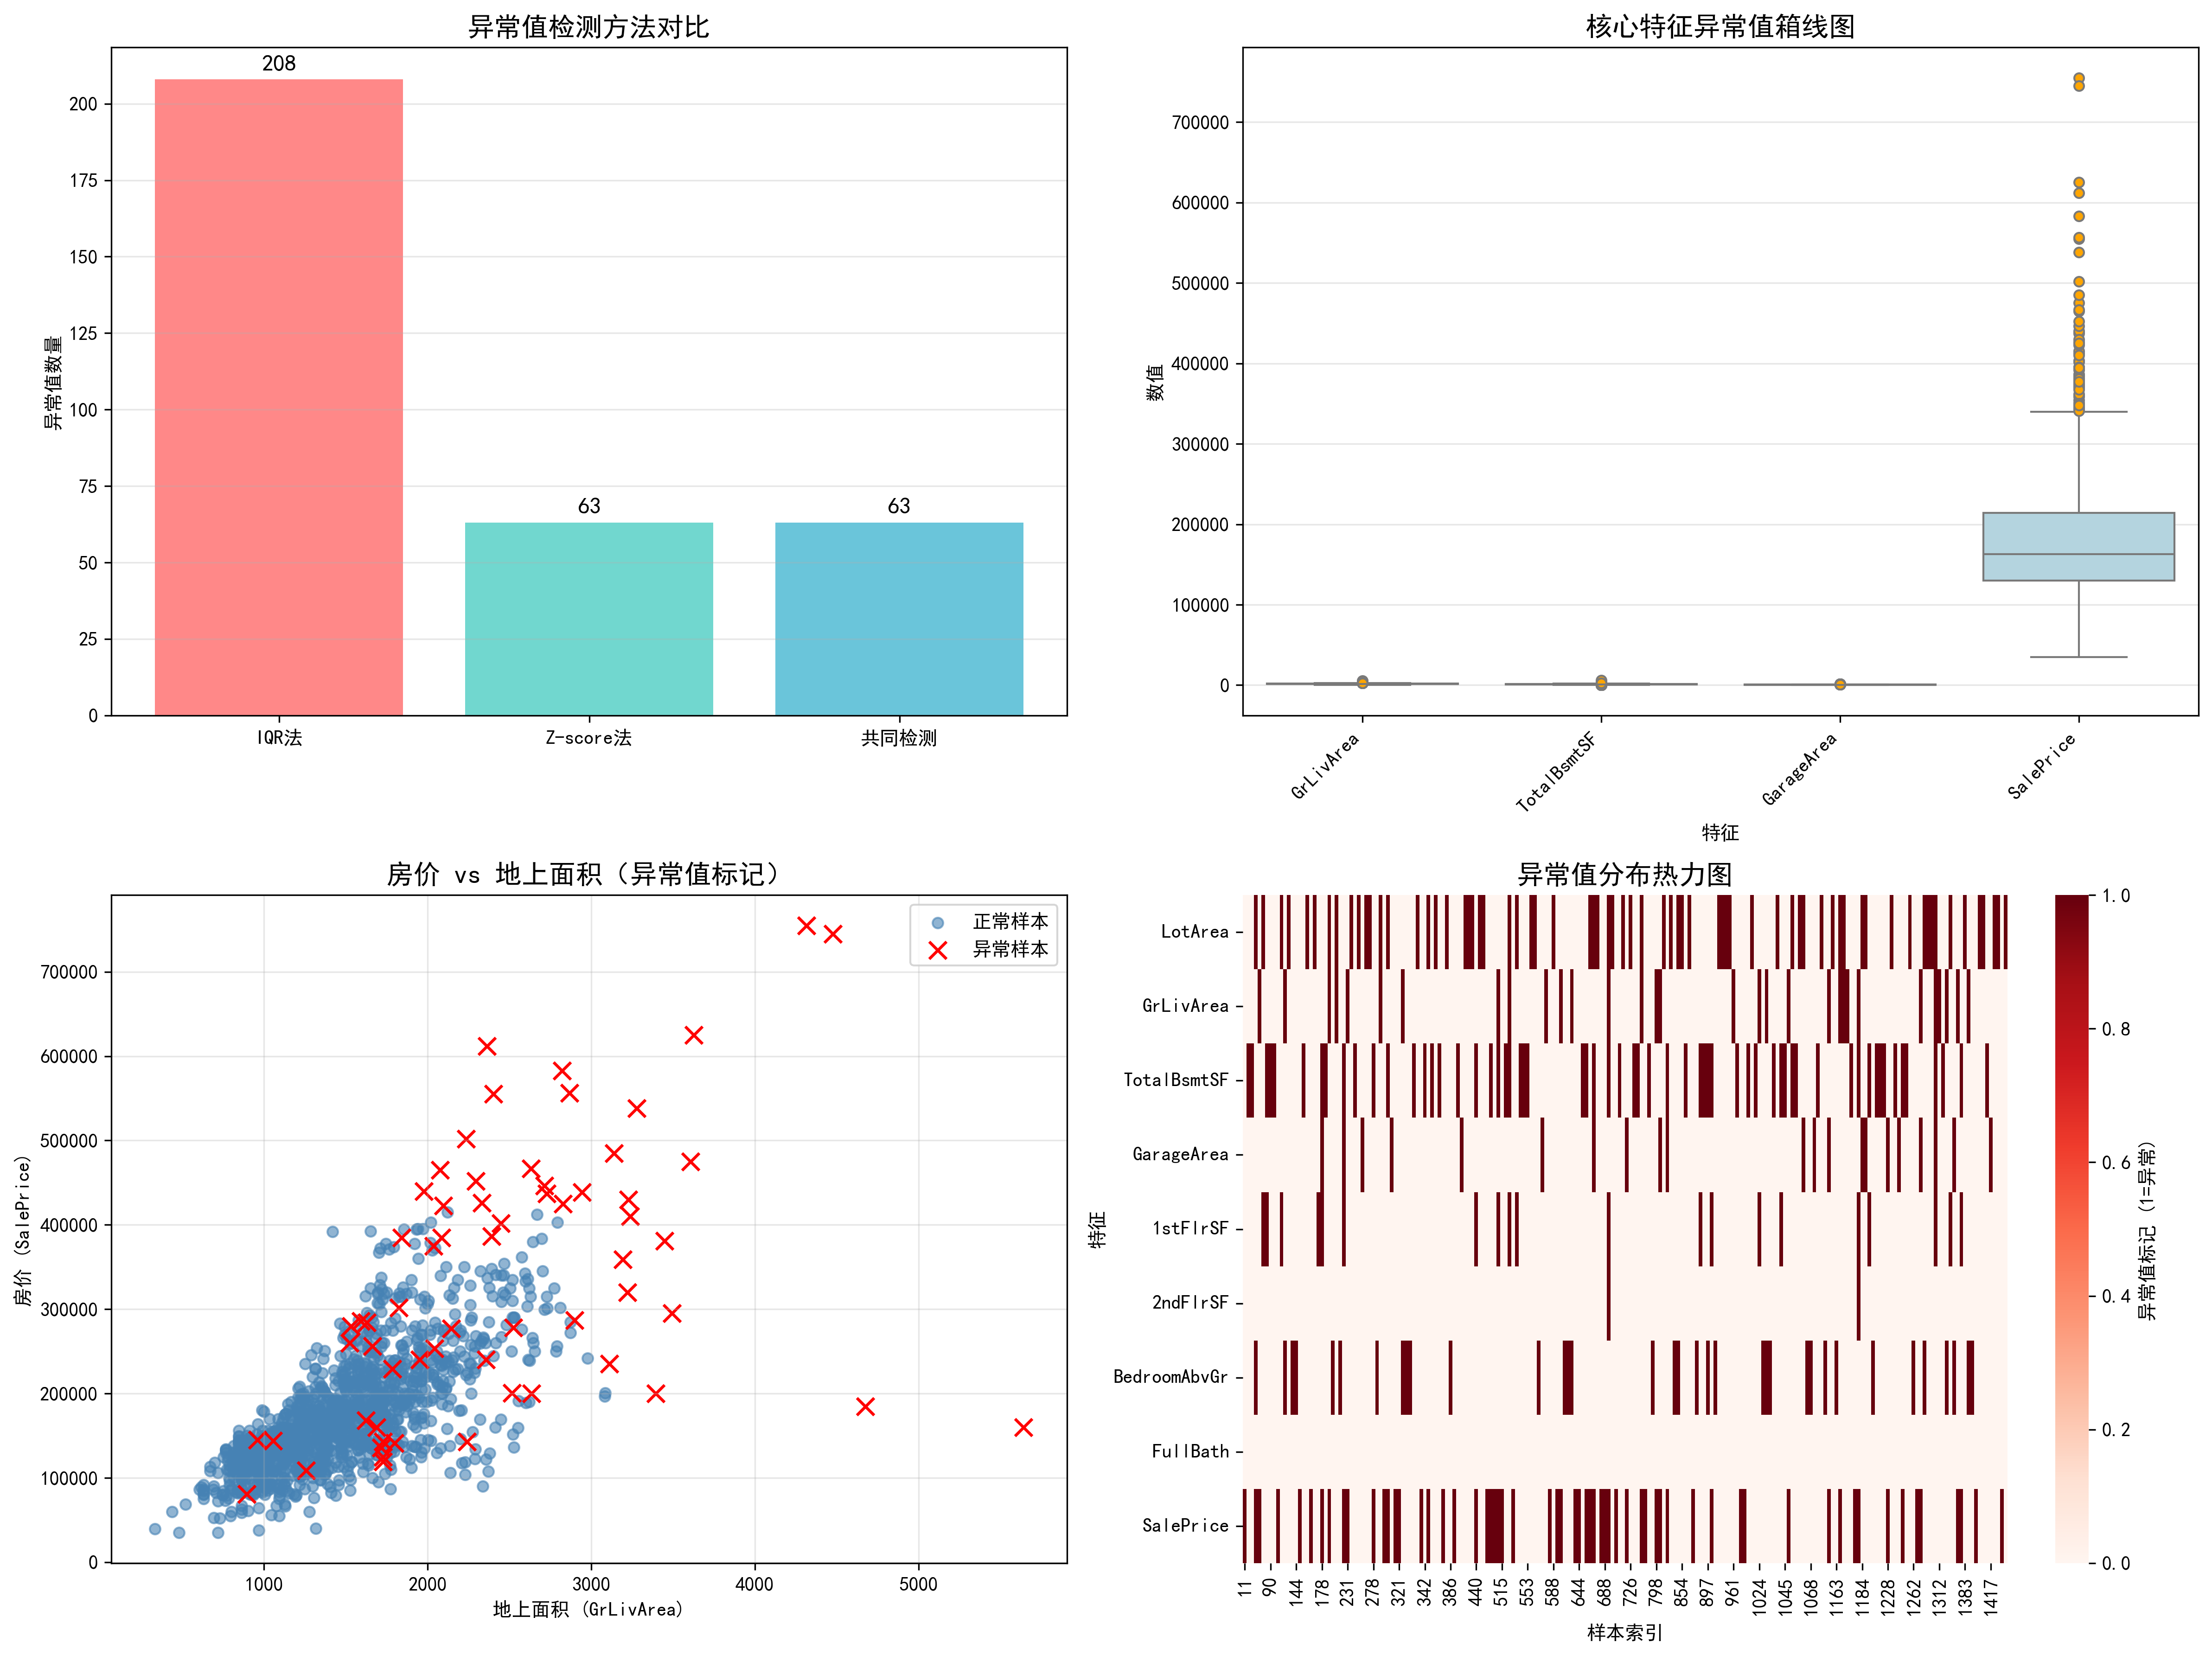 异常值检测方法对比
208
63
63
200
175
150
125
100
75
50
25
0
异常值数量
IQR法
Z-score法
共同检测
核心特征异常值箱线图
700000
600000
500000
400000
300000
200000
100000
0
数值
GrLivArea
TotalBsmtSF
GarageArea
SalePrice
特征
房价 vs 地上面积（异常值标记）
正常样本
异常样本
700000
600000
500000
400000
300000
200000
100000
0
房价 (SalePrice)
1000
2000
3000
4000
5000
地上面积 (GrLivArea)
异常值分布热力图
LotArea
GrLivArea
TotalBsmtSF
GarageArea
1stFlrSF
2ndFlrSF
BedroomAbvGr
FullBath
SalePrice
特征
11
90
144
178
231
278
321
342
386
440
515
553
588
644
688
726
798
854
897
961
1024
1045
1068
1163
1184
1228
1262
1312
1383
1417
样本索引
1.0
0.8
0.6
0.4
0.2
0.0
异常值标记 (1=异常)